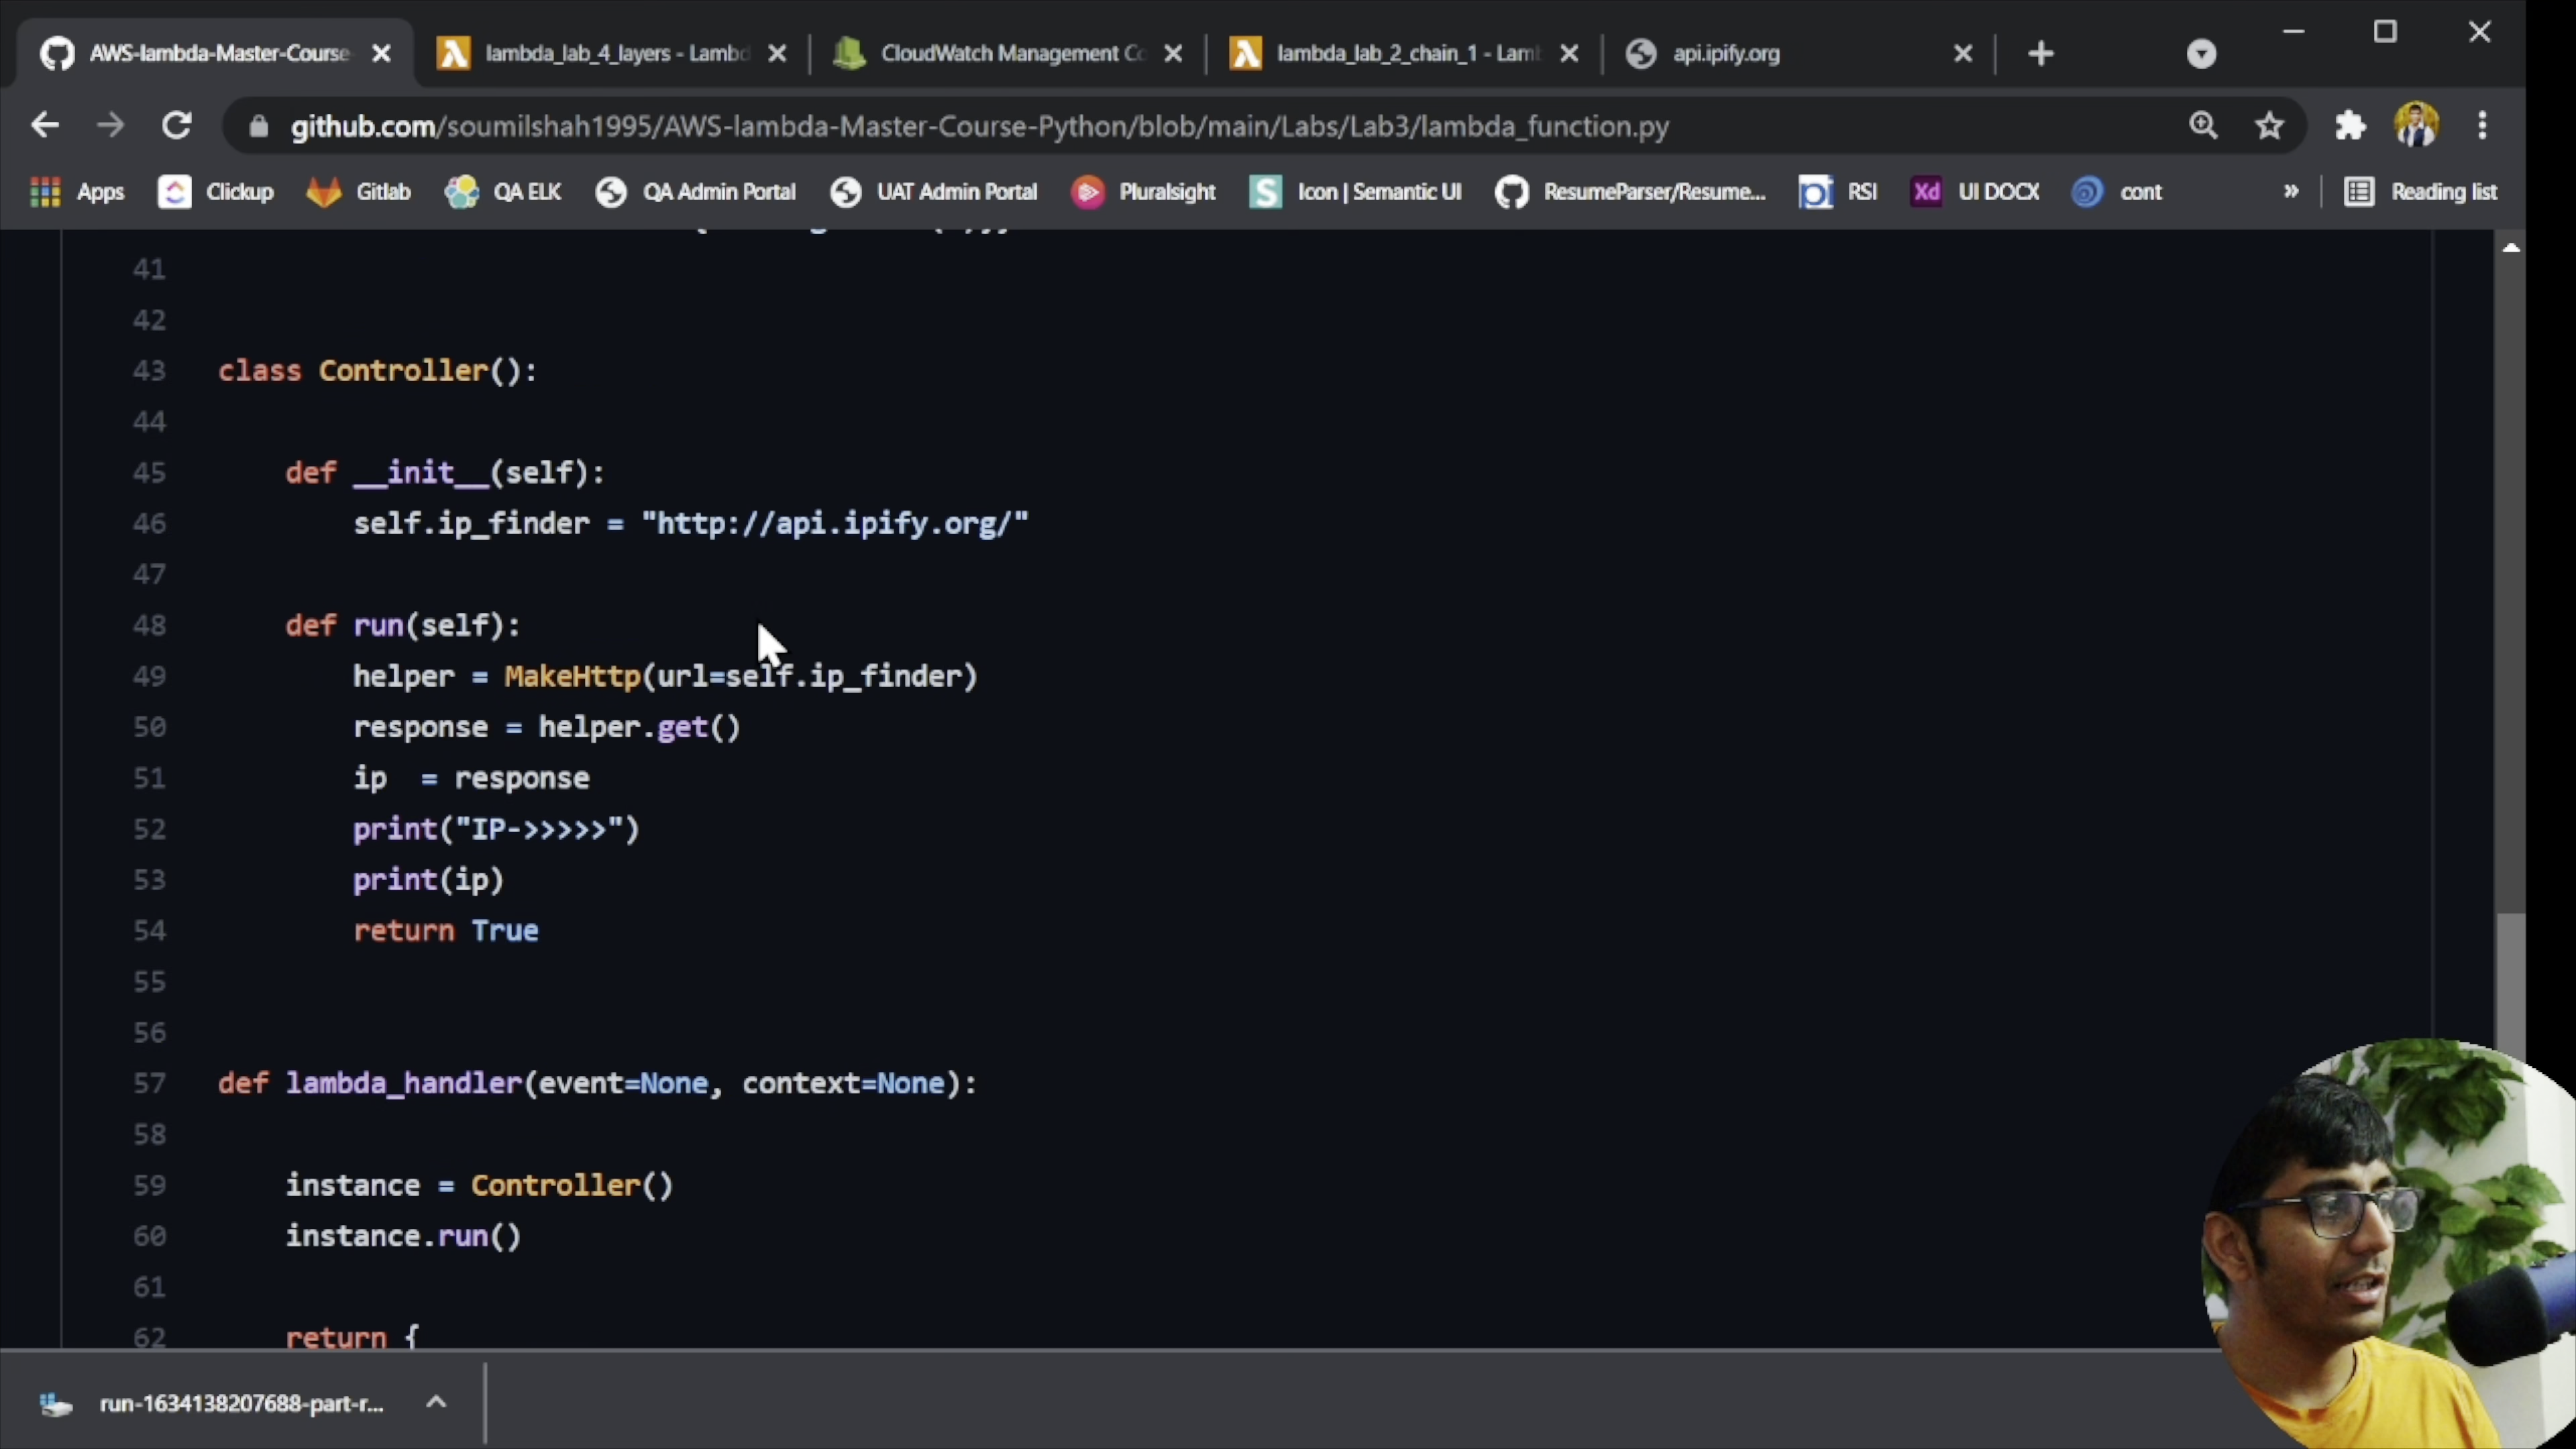 AWS-lambda-Master-Course-
lambda_lab_4_layers - Lambd
CloudWatch Management Co
lambda_lab_2_chain_1 - Lam
api.ipify.org
github.com/soumilshah1995/AWS-lambda-Master-Course-Python/blob/main/Labs/Lab3/lambda_function.py
Apps Clickup Gitlab QA ELK QA Admin Portal UAT Admin Portal Pluralsight Icon | Semantic UI ResumeParser/Resume... RSI Xd UI DOCX cont » Reading list
41
42
43 class Controller():
44
45 def __init__(self):
46 self.ip_finder = "http://api.ipify.org/"
47
48 def run(self):
49 helper = MakeHttp(url=self.ip_finder)
50 response = helper.get()
51 ip  = response
52 print("IP->>>>>")
53 print(ip)
54 return True
55
56
57 def lambda_handler(event=None, context=None):
58
59 instance = Controller()
60 instance.run()
61
62 return {
run-1634138207688-part-r...